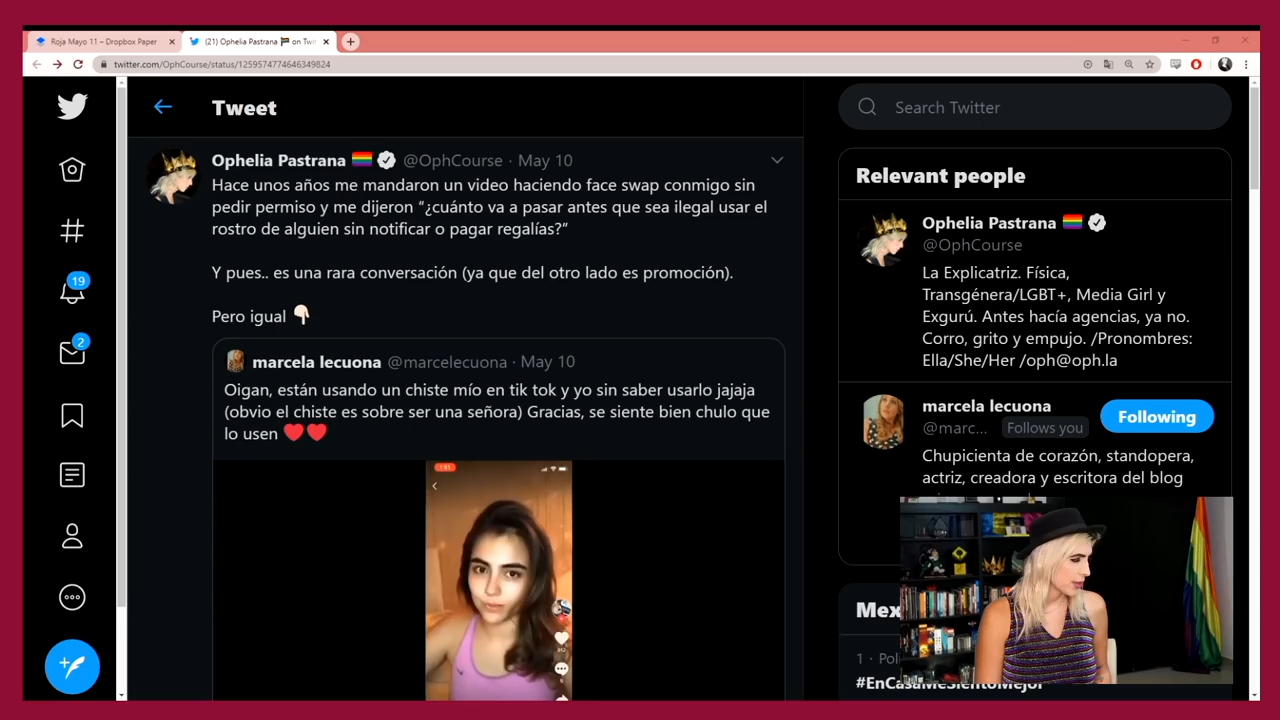 Roja Mayo 11 – Dropbox Paper
(21) Ophelia Pastrana
on Twi
twitter.com/OphCourse/status/1259574774646349824
Tweet
Search Twitter
Ophelia Pastrana @OphCourse · May 10
Hace unos años me mandaron un video haciendo face swap conmigo sin
pedir permiso y me dijeron “¿cuánto va a pasar antes que sea ilegal usar el
rostro de alguien sin notificar o pagar regalías?”
Y pues.. es una rara conversación (ya que del otro lado es promoción).
Pero igual
marcela lecuona @marcelecuona · May 10
Oigan, están usando un chiste mío en tik tok y yo sin saber usarlo jajaja
(obvio el chiste es sobre ser una señora) Gracias, se siente bien chulo que
lo usen
19
2
Relevant people
Ophelia Pastrana
@OphCourse
La Explicatriz. Física,
Transgénera/LGBT+, Media Girl y
Exgurú. Antes hacía agencias, ya no.
Corro, grito y empujo. /Pronombres:
Ella/She/Her /oph@oph.la
marcela lecuona
@marc... Follows you
Following
Chupicienta de corazón, standopera,
actriz, creadora y escritora del blog
Mex
1 · Poli
#EnCasaMeSientoMejor